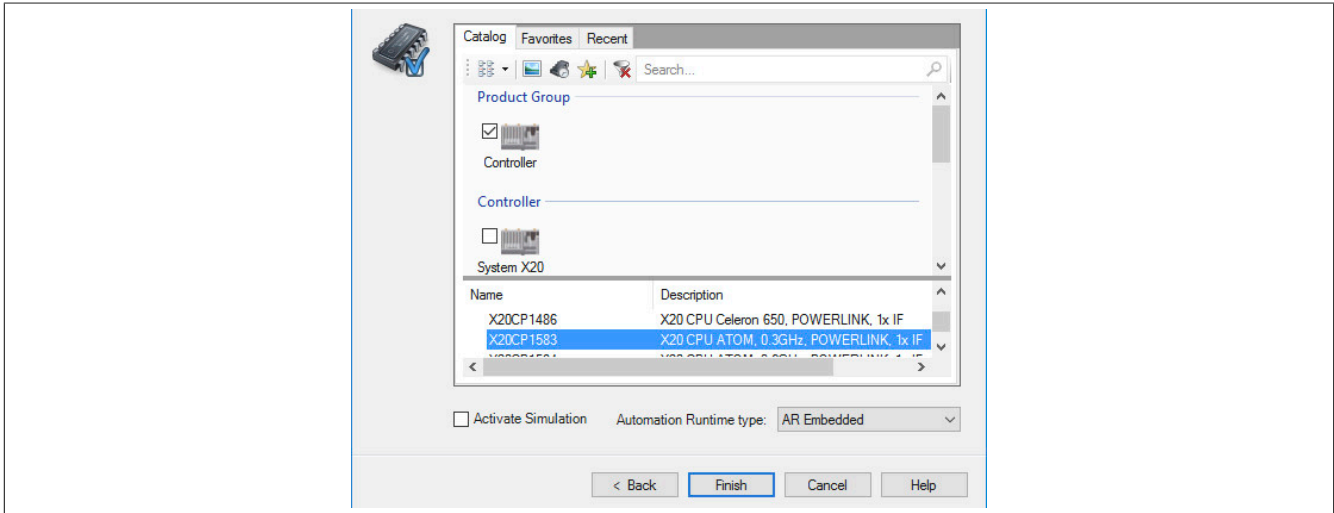 Catalog Favorites Recent
Search...
Product Group
Controller
Controller
System X20
Name Description
X20CP1486 X20 CPU Celeron 650, POWERLINK, 1x IF
X20CP1583 X20 CPU ATOM, 0.3GHz, POWERLINK, 1x IF
Activate Simulation Automation Runtime type: AR Embedded
< Back Finish Cancel Help